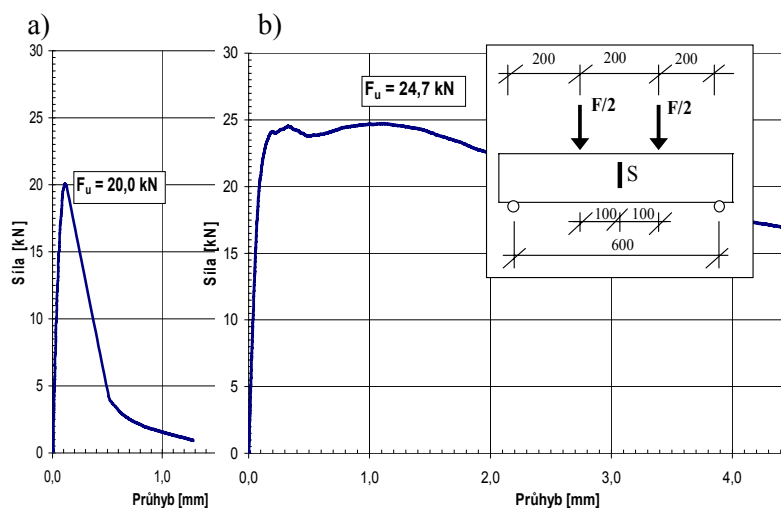 a)
30
25
20
15
10
5
0
Síla [kN]
F_u = 20,0 kN
0,0
1,0
Průhyb [mm]
b)
30
25
20
15
10
5
0
Síla [kN]
F_u = 24,7 kN
0,0
1,0
2,0
3,0
4,0
Průhyb [mm]
200 200 200
F/2 F/2
S
100 100
600